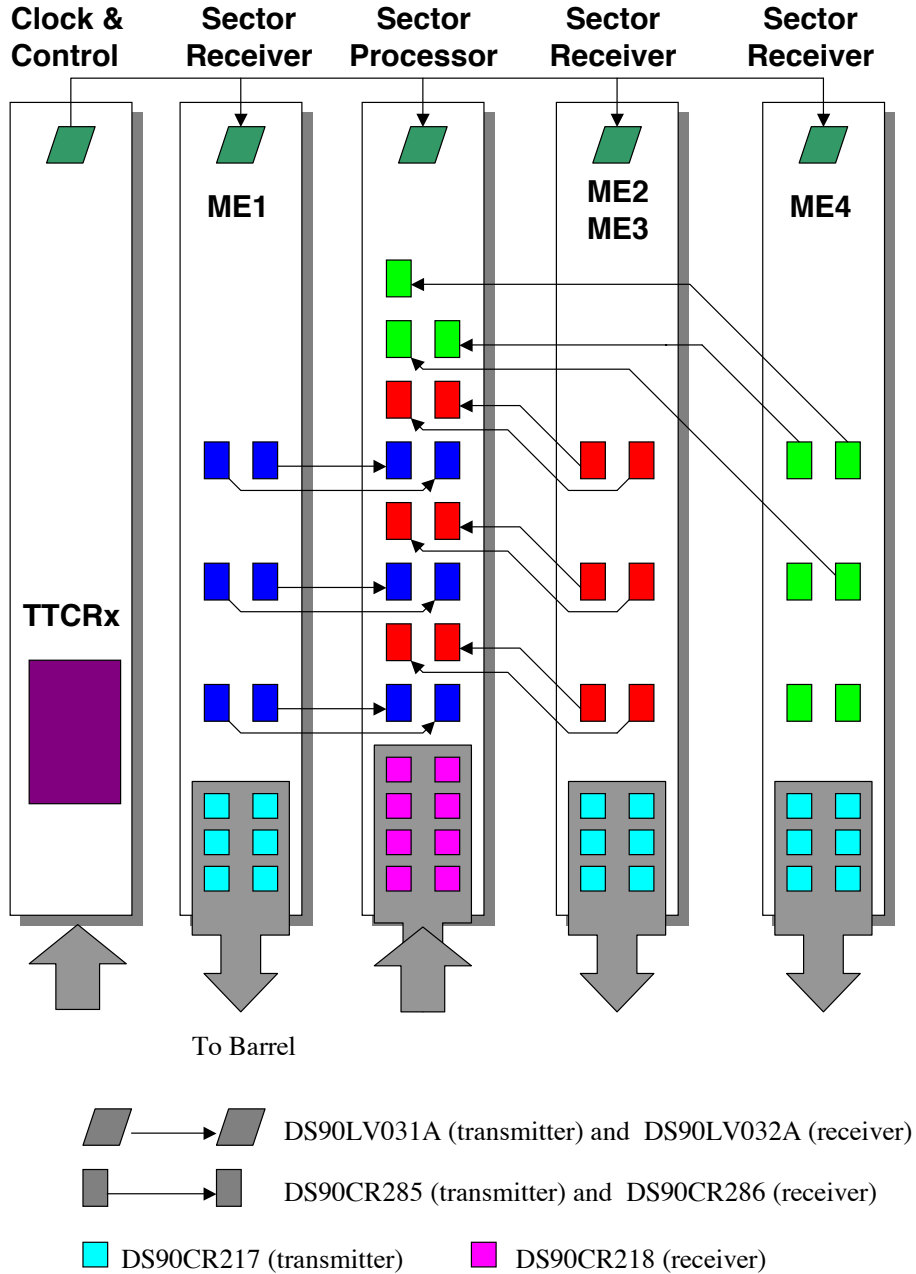 Clock &
Control
Sector
Receiver
Sector
Processor
Sector
Receiver
Sector
Receiver
ME1
ME2
ME3
ME4
TTCRx
To Barrel
DS90LV031A (transmitter) and DS90LV032A (receiver)
DS90CR285 (transmitter) and DS90CR286 (receiver)
DS90CR217 (transmitter)
DS90CR218 (receiver)